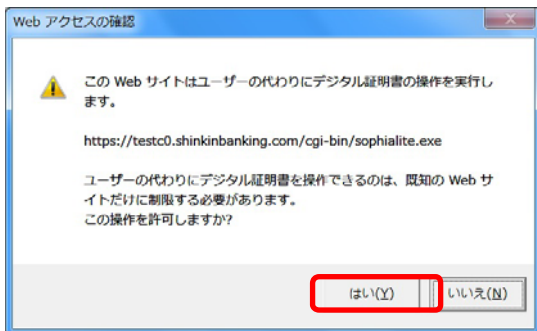 Web アクセスの確認
この Web サイトはユーザーの代わりにデジタル証明書の操作を実行し
ます。
https://testc0.shinkinbanking.com/cgi-bin/sophialite.exe
ユーザーの代わりにデジタル証明書を操作できるのは、既知の Web サ
イトだけに制限する必要があります。
この操作を許可しますか?
はい(Y) いいえ(N)